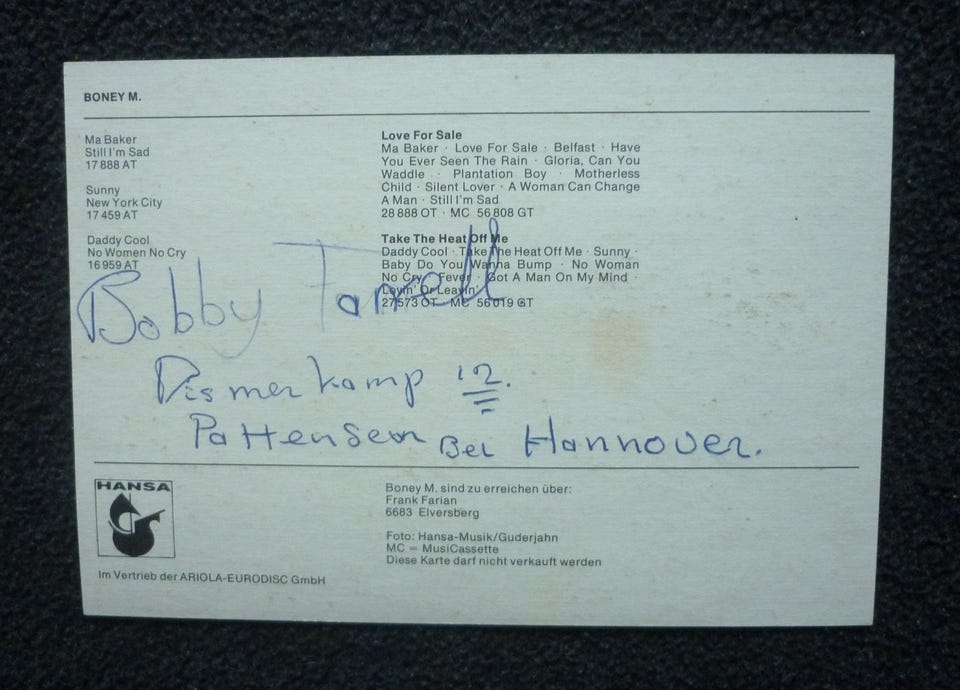 BONEY M.
Ma Baker
Still I'm Sad
17 888 AT
Sunny
New York City
17 459 AT
Daddy Cool
No Women No Cry
16 959 AT
Love For Sale
Ma Baker · Love For Sale · Belfast · Have
You Ever Seen The Rain · Gloria, Can You
Waddle · Plantation Boy · Motherless
Child · Silent Lover · A Woman Can Change
A Man · Still I'm Sad
28 888 OT · MC 56 808 GT
Take The Heat Off Me
Daddy Cool · Take The Heat Off Me · Sunny ·
Baby Do You Wanna Bump · No Woman
No Cry · Fever · Got A Man On My Mind ·
Lovin' Or Leavin'
27 573 OT · MC 56 019 GT
Bobby Farrell
12.
Pattensen Bei Hannover.
HANSA
Im Vertrieb der ARIOLA-EURODISC GmbH
Boney M. sind zu erreichen über:
Frank Farian
6683 Elversberg
Foto: Hansa-Musik/Guderjahn
MC = MusiCassette
Diese Karte darf nicht verkauft werden